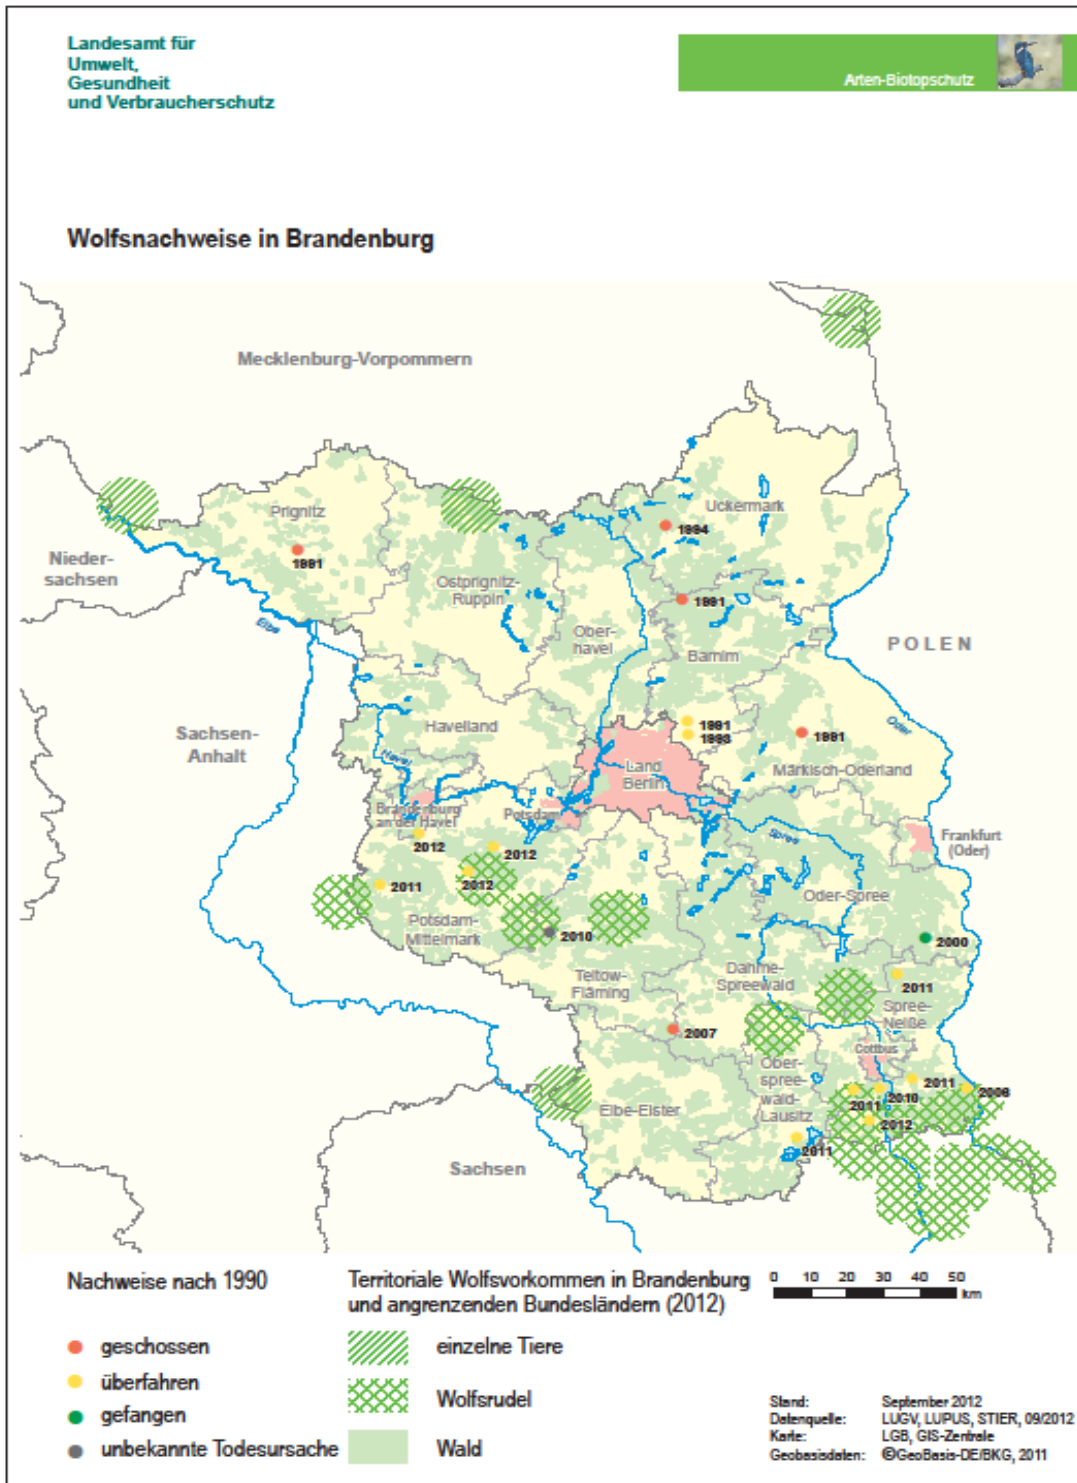 Landesamt für
Umwelt,
Gesundheit
und Verbraucherschutz
Arten-Biotopschutz
Wolfsnachweise in Brandenburg
Mecklenburg-Vorpommern
Prignitz
Uckermark
1994
1991
Nieder-
sachsen
Ostprignitz-
Ruppin
1991
Elbe
Ober-
havel
Barnim
POLEN
Sachsen-
Anhalt
Havelland
1991
1993
1991
Oder
Havel
Land
Berlin
Märkisch-Oderland
Brandenburg
an der Havel
Potsdam
2012
2012
Spree
Frankfurt
(Oder)
2011
2012
Oder-Spree
Potsdam-
Mittelmark
2010
2000
Teltow-
Fläming
Dahme-
Spreewald
2011
Spree-
Neiße
2007
Cottbus
Ober-
spree-
wald-
Lausitz
2011
2006
2011
2010
Elbe-Elster
2012
2011
Sachsen
Nachweise nach 1990
geschossen
überfahren
gefangen
unbekannte Todesursache
Territoriale Wolfsvorkommen in Brandenburg
und angrenzenden Bundesländern (2012)
einzelne Tiere
Wolfsrudel
Wald
0 10 20 30 40 50
km
Stand: September 2012
Datenquelle: LUGV, LUPUS, STIER, 09/2012
Karte: LGB, GIS-Zentrale
Geobasisdaten: ©GeoBasis-DE/BKG, 2011